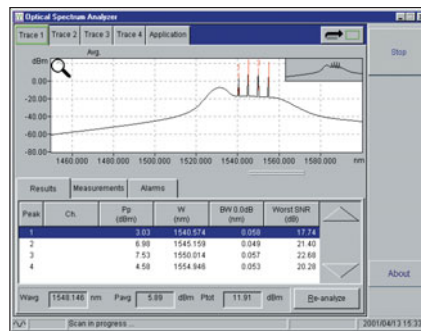 Optical Spectrum Analyzer
Trace 1 Trace 2 Trace 3 Trace 4 Application
Stop
Avg.
dBm
0.00
-20.00
-40.00
-60.00
-80.00
1460.000 1480.000 1500.000 1520.000 1540.000 1560.000 1580.000 nm
Results Measurements Alarms
Peak Ch. Pp (dBm) W (nm) BW 0.0dB (nm) Worst SNR (dB)
1 3.03 1540.574 0.058 17.74
2 6.98 1545.159 0.049 21.40
3 7.53 1550.014 0.057 22.68
4 4.58 1554.946 0.053 20.28
Wavg 1548.146 nm Pavg 5.89 dBm Ptot 11.91 dBm Re-analyze
About
Scan in progress ...
2001/04/13 15:33